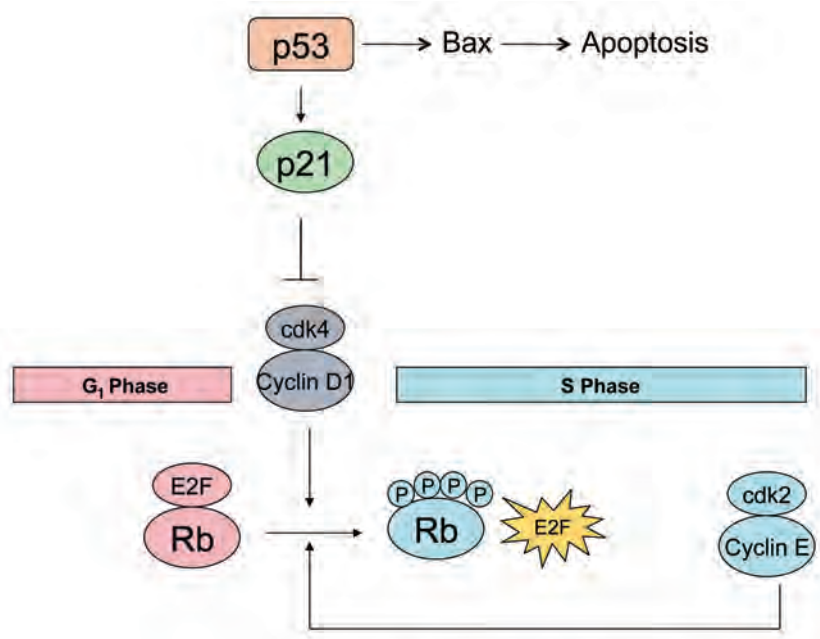 p53
Bax
Apoptosis
p21
cdk4
Cyclin D1
G₁ Phase
S Phase
E2F
Rb
P
P
P
P
Rb
E2F
cdk2
Cyclin E